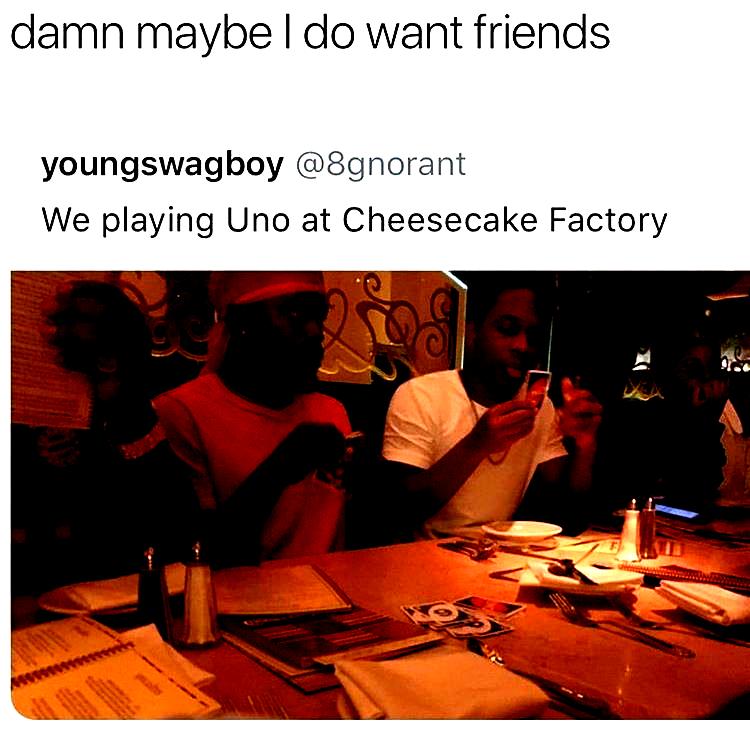 damn maybe I do want friends
youngswagboy @8gnorant
We playing Uno at Cheesecake Factory